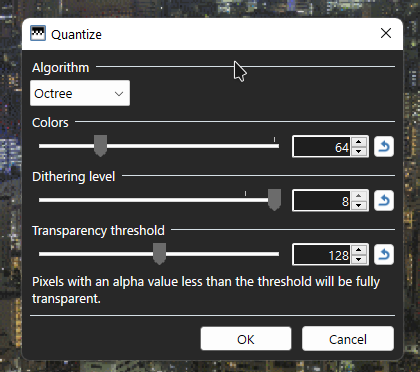 Quantize
Algorithm
Octree
Colors
64
Dithering level
8
Transparency threshold
128
Pixels with an alpha value less than the threshold will be fully
transparent.
OK
Cancel